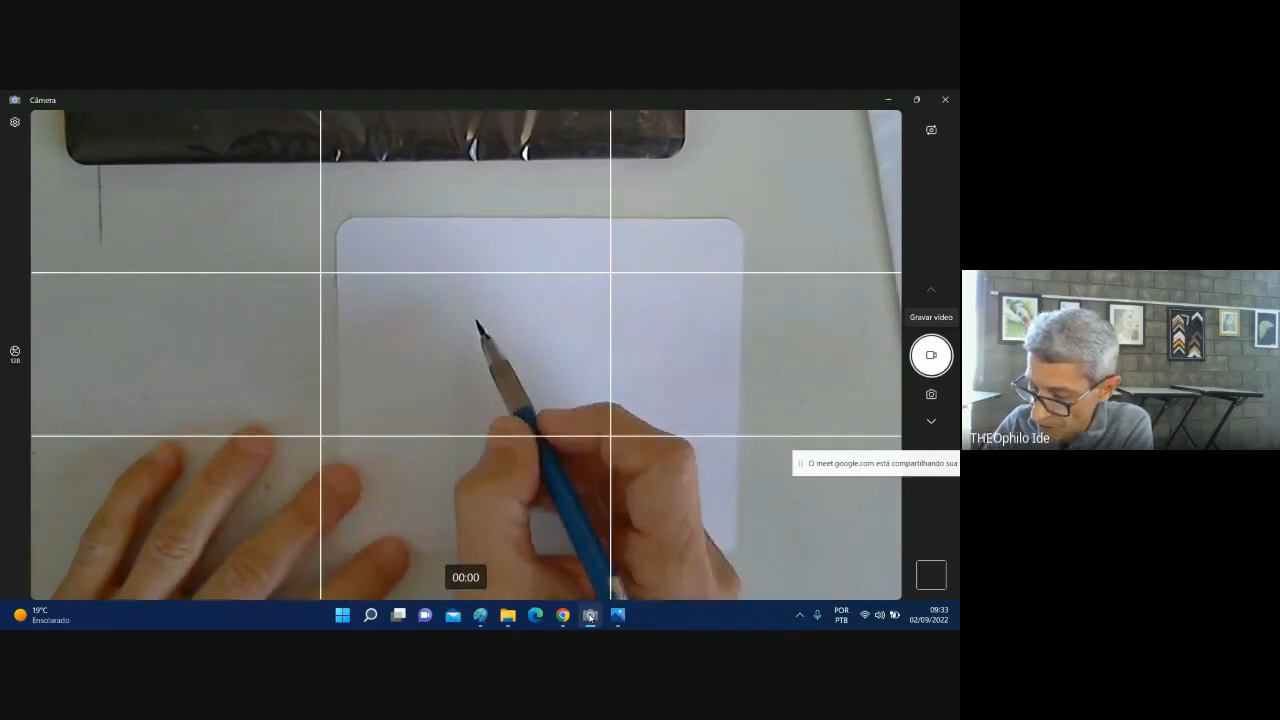 Câmera
Gravar vídeo
128
O meet.google.com está compartilhando sua
THEOphilo Ide
00:00
19°C
Ensolarado
POR
PTB
09:33
02/09/2022